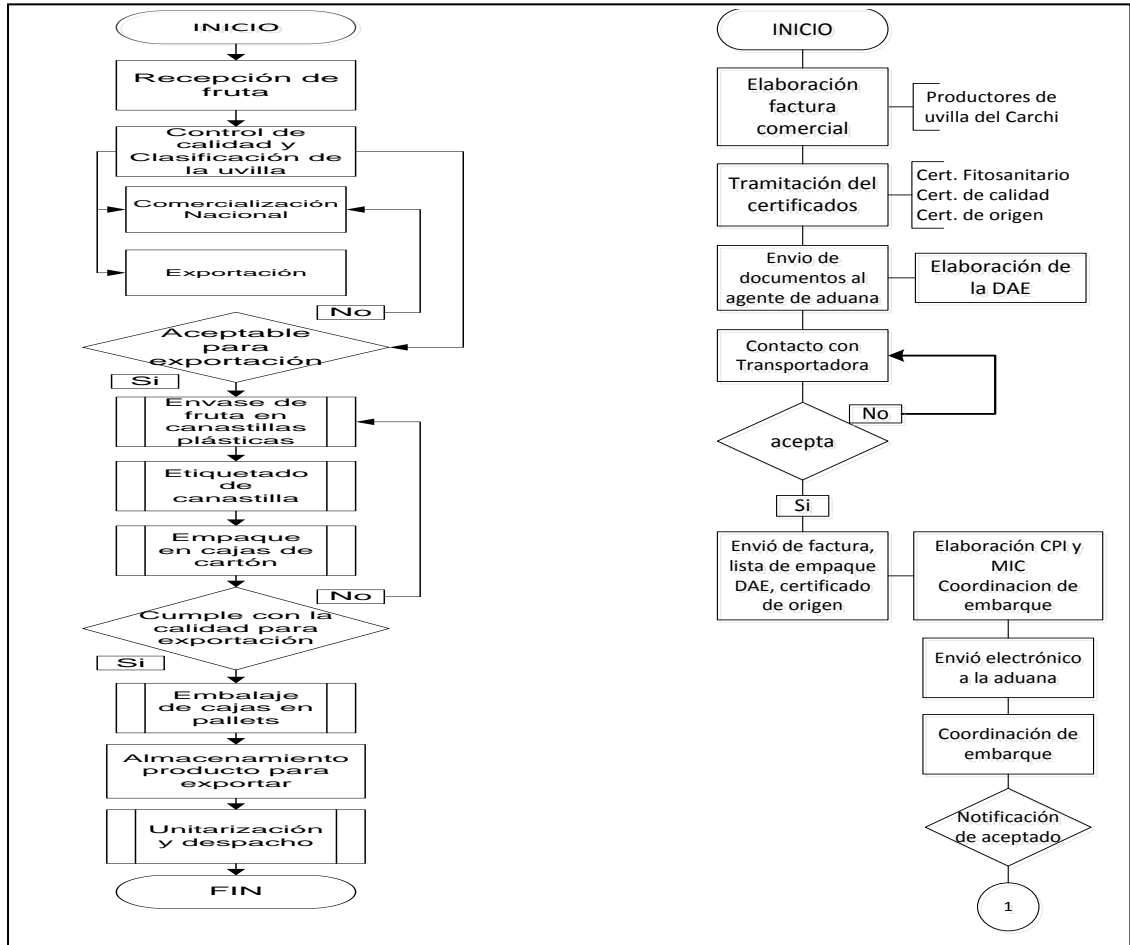 INICIO
Recepción de
fruta
Control de
calidad y
Clasificación de
la uvilla
Comercialización
Nacional
Exportación
No
Aceptable
para
exportación
Si
Envase de
fruta en
canastillas
plásticas
Etiquetado
de
canastilla
Empaque
en cajas de
cartón
No
Cumple con la
calidad para
exportación
Si
Embalaje
de cajas en
pallets
Almacenamiento
producto para
exportar
Unitarización
y despacho
FIN
INICIO
Elaboración
factura
comercial
Productores de
uvilla del Carchi
Tramitación del
certificados
Cert. Fitosanitario
Cert. de calidad
Cert. de origen
Envio de
documentos al
agente de aduana
Elaboración de
la DAE
Contacto con
Transportadora
No
acepta
Si
Envió de factura,
lista de empaque
DAE, certificado
de origen
Elaboración CPI y
MIC
Coordinacion de
embarque
Envió electrónico
a la aduana
Coordinación de
embarque
Notificación
de aceptado
1